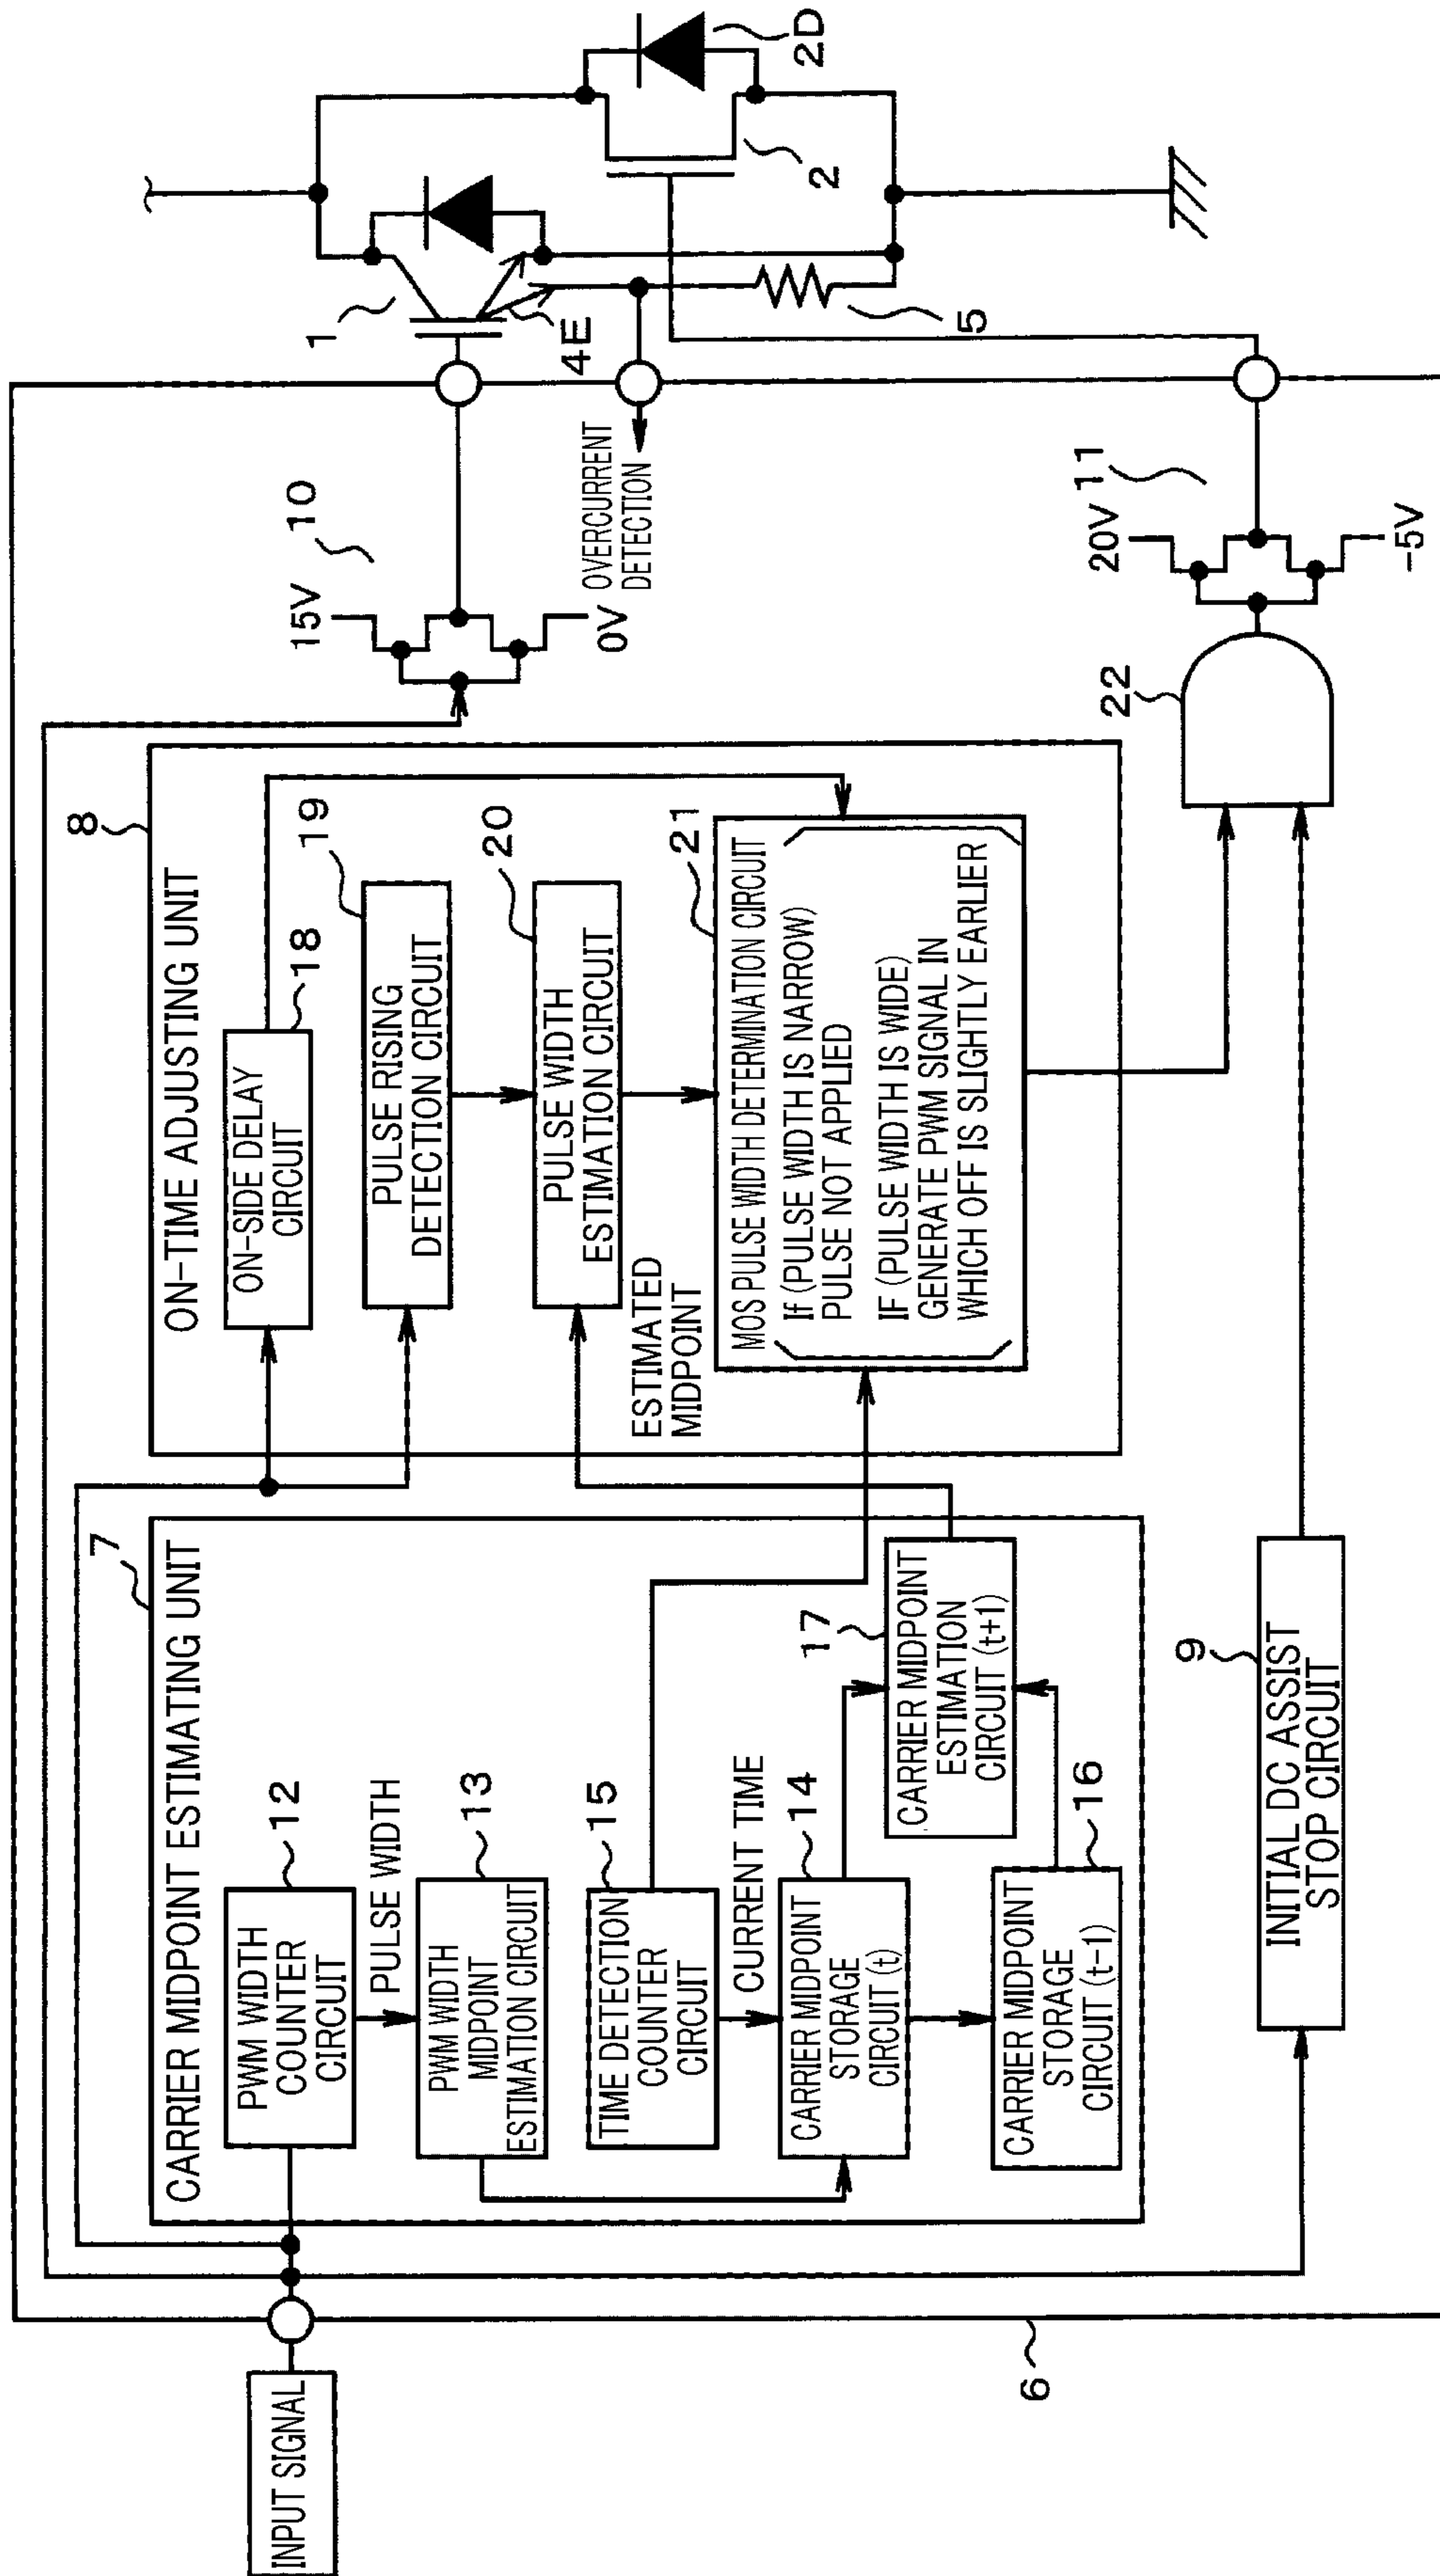 INPUT SIGNAL
6
7
CARRIER MIDPOINT ESTIMATING UNIT
PWM WIDTH
COUNTER
CIRCUIT
12
PULSE WIDTH
PWM WIDTH
MIDPOINT
ESTIMATION CIRCUIT
13
TIME DETECTION
COUNTER
CIRCUIT
15
CURRENT TIME
CARRIER MIDPOINT
STORAGE
CIRCUIT (t)
14
CARRIER MIDPOINT
STORAGE
CIRCUIT (t-1)
16
CARRIER MIDPOINT
ESTIMATION
CIRCUIT (t+1)
17
INITIAL DC ASSIST
STOP CIRCUIT
9
8
ON-TIME ADJUSTING UNIT
ON-SIDE DELAY
CIRCUIT
18
PULSE RISING
DETECTION CIRCUIT
19
PULSE WIDTH
ESTIMATION CIRCUIT
20
ESTIMATED
MIDPOINT
MOS PULSE WIDTH DETERMINATION CIRCUIT
21
If (PULSE WIDTH IS NARROW)
PULSE NOT APPLIED
IF (PULSE WIDTH IS WIDE)
GENERATE PWM SIGNAL IN
WHICH OFF IS SLIGHTLY EARLIER
22
15V
10
0V
OVERCURRENT
DETECTION
20V
11
-5V
1
4E
5
2
2D